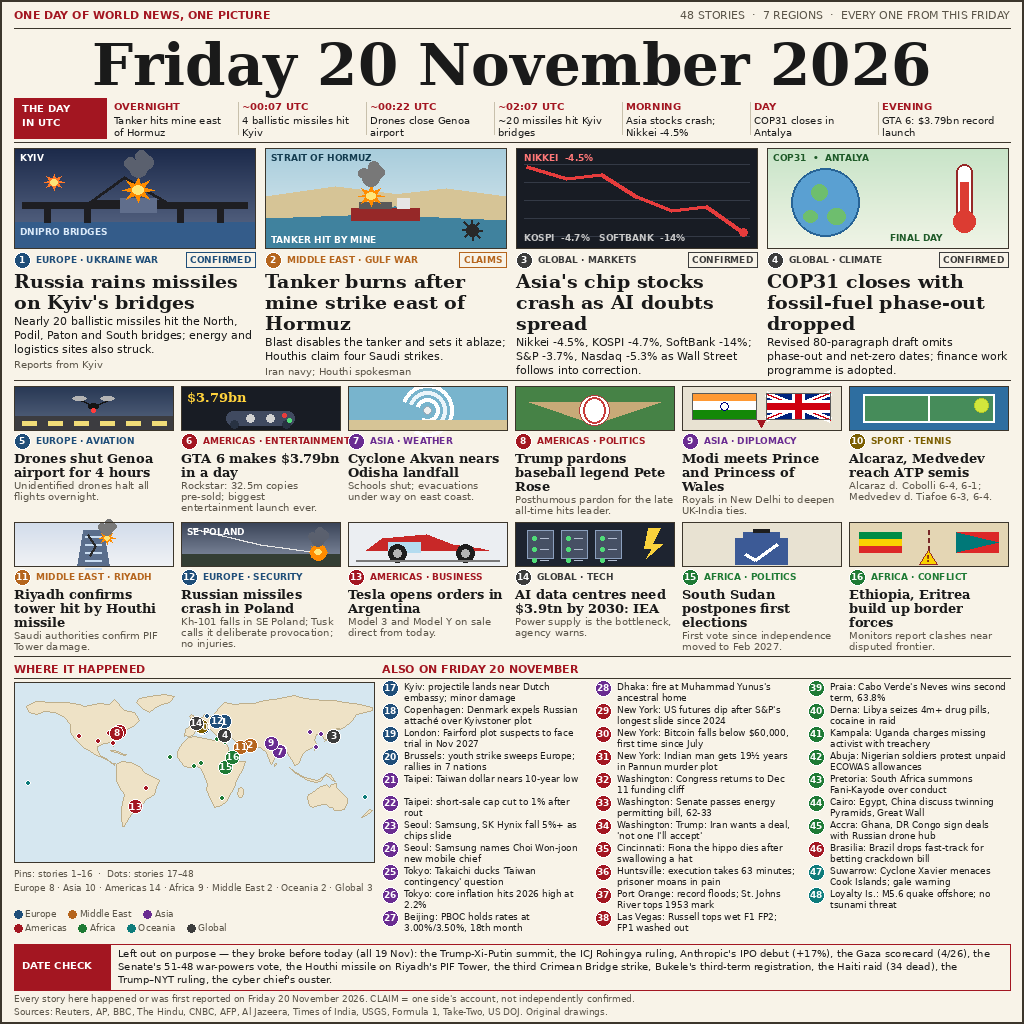 ONE DAY OF WORLD NEWS, ONE PICTURE
48 STORIES · 7 REGIONS · EVERY ONE FROM THIS FRIDAY
Friday 20 November 2026
THE DAY
IN UTC
OVERNIGHT
Tanker hits mine east
of Hormuz
~00:07 UTC
4 ballistic missiles hit
Kyiv
~00:22 UTC
Drones close Genoa
airport
~02:07 UTC
~20 missiles hit Kyiv
bridges
MORNING
Asia stocks crash;
Nikkei -4.5%
DAY
COP31 closes in
Antalya
EVENING
GTA 6: $3.79bn record
launch
KYIV
DNIPRO BRIDGES
1 EUROPE · UKRAINE WAR
CONFIRMED
Russia rains missiles
on Kyiv's bridges
Nearly 20 ballistic missiles hit the North,
Podil, Paton and South bridges; energy and
logistics sites also struck.
Reports from Kyiv
STRAIT OF HORMUZ
TANKER HIT BY MINE
2 MIDDLE EAST · GULF WAR
CLAIMS
Tanker burns after
mine strike east of
Hormuz
Blast disables the tanker and sets it ablaze;
Houthis claim four Saudi strikes.
Iran navy; Houthi spokesman
NIKKEI -4.5%
KOSPI -4.7% SOFTBANK -14%
3 GLOBAL · MARKETS
CONFIRMED
Asia's chip stocks
crash as AI doubts
spread
Nikkei -4.5%, KOSPI -4.7%, SoftBank -14%;
S&P -3.7%, Nasdaq -5.3% as Wall Street
follows into correction.
COP31 • ANTALYA
FINAL DAY
4 GLOBAL · CLIMATE
CONFIRMED
COP31 closes with
fossil-fuel phase-out
dropped
Revised 80-paragraph draft omits
phase-out and net-zero dates; finance work
programme is adopted.
5 EUROPE · AVIATION
Drones shut Genoa
airport for 4 hours
Unidentified drones halt all
flights overnight.
$3.79bn
6 AMERICAS · ENTERTAINMENT
GTA 6 makes $3.79bn
in a day
Rockstar: 32.5m copies
pre-sold; biggest
entertainment launch ever.
7 ASIA · WEATHER
Cyclone Akvan nears
Odisha landfall
Schools shut; evacuations
under way on east coast.
8 AMERICAS · POLITICS
Trump pardons
baseball legend Pete
Rose
Posthumous pardon for the late
all-time hits leader.
9 ASIA · DIPLOMACY
Modi meets Prince
and Princess of
Wales
Royals in New Delhi to deepen
UK-India ties.
10 SPORT · TENNIS
Alcaraz, Medvedev
reach ATP semis
Alcaraz d. Cobolli 6-4, 6-1;
Medvedev d. Tiafoe 6-3, 6-4.
11 MIDDLE EAST · RIYADH
Riyadh confirms
tower hit by Houthi
missile
Saudi authorities confirm PIF
Tower damage.
SE POLAND
12 EUROPE · SECURITY
Russian missiles
crash in Poland
Kh-101 falls in SE Poland; Tusk
calls it deliberate provocation;
no injuries.
13 AMERICAS · BUSINESS
Tesla opens orders in
Argentina
Model 3 and Model Y on sale
direct from today.
14 GLOBAL · TECH
AI data centres need
$3.9tn by 2030: IEA
Power supply is the bottleneck,
agency warns.
15 AFRICA · POLITICS
South Sudan
postpones first
elections
First vote since independence
moved to Feb 2027.
!
16 AFRICA · CONFLICT
Ethiopia, Eritrea
build up border
forces
Monitors report clashes near
disputed frontier.
WHERE IT HAPPENED
8
13
14
12
1
4
11
2
16
15
9
7
3
Pins: stories 1–16 · Dots: stories 17–48
Europe 8 · Asia 10 · Americas 14 · Africa 9 · Middle East 2 · Oceania 2 · Global 3
Europe Middle East Asia
Americas Africa Oceania Global
ALSO ON FRIDAY 20 NOVEMBER
17 Kyiv: projectile lands near Dutch
embassy; minor damage
18 Copenhagen: Denmark expels Russian
attaché over Kyivstoner plot
19 London: Fairford plot suspects to face
trial in Nov 2027
20 Brussels: youth strike sweeps Europe;
rallies in 7 nations
21 Taipei: Taiwan dollar nears 10-year low
22 Taipei: short-sale cap cut to 1% after
rout
23 Seoul: Samsung, SK Hynix fall 5%+ as
chips slide
24 Seoul: Samsung names Choi Won-joon
new mobile chief
25 Tokyo: Takaichi ducks 'Taiwan
contingency' question
26 Tokyo: core inflation hits 2026 high at
2.2%
27 Beijing: PBOC holds rates at
3.00%/3.50%, 18th month
28 Dhaka: fire at Muhammad Yunus's
ancestral home
29 New York: US futures dip after S&P's
longest slide since 2024
30 New York: Bitcoin falls below $60,000,
first time since July
31 New York: Indian man gets 19½ years
in Pannun murder plot
32 Washington: Congress returns to Dec
11 funding cliff
33 Washington: Senate passes energy
permitting bill, 62-33
34 Washington: Trump: Iran wants a deal,
'not one I'll accept'
35 Cincinnati: Fiona the hippo dies after
swallowing a hat
36 Huntsville: execution takes 63 minutes;
prisoner moans in pain
37 Port Orange: record floods; St. Johns
River tops 1953 mark
38 Las Vegas: Russell tops wet F1 FP2;
FP1 washed out
39 Praia: Cabo Verde's Neves wins second
term, 63.8%
40 Derna: Libya seizes 4m+ drug pills,
cocaine in raid
41 Kampala: Uganda charges missing
activist with treachery
42 Abuja: Nigerian soldiers protest unpaid
ECOWAS allowances
43 Pretoria: South Africa summons
Fani-Kayode over conduct
44 Cairo: Egypt, China discuss twinning
Pyramids, Great Wall
45 Accra: Ghana, DR Congo sign deals
with Russian drone hub
46 Brasilia: Brazil drops fast-track for
betting crackdown bill
47 Suwarrow: Cyclone Xavier menaces
Cook Islands; gale warning
48 Loyalty Is.: M5.6 quake offshore; no
tsunami threat
DATE CHECK
Left out on purpose — they broke before today (all 19 Nov): the Trump-Xi-Putin summit, the ICJ Rohingya ruling, Anthropic's IPO debut (+17%), the Gaza scorecard (4/26), the
Senate's 51-48 war-powers vote, the Houthi missile on Riyadh's PIF Tower, the third Crimean Bridge strike, Bukele's third-term registration, the Haiti raid (34 dead), the
Trump–NYT ruling, the cyber chief's ouster.
Every story here happened or was first reported on Friday 20 November 2026. CLAIM = one side's account, not independently confirmed.
Sources: Reuters, AP, BBC, The Hindu, CNBC, AFP, Al Jazeera, Times of India, USGS, Formula 1, Take-Two, US DOJ. Original drawings.